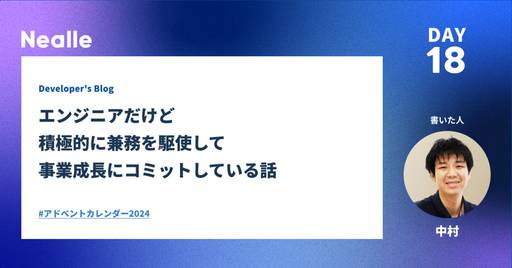 Nealle
DAY
18
Developer's Blog
エンジニアだけど
積極的に兼務を駆使して
事業成長にコミットしている話
#アドベントカレンダー2024
書いた人
中村